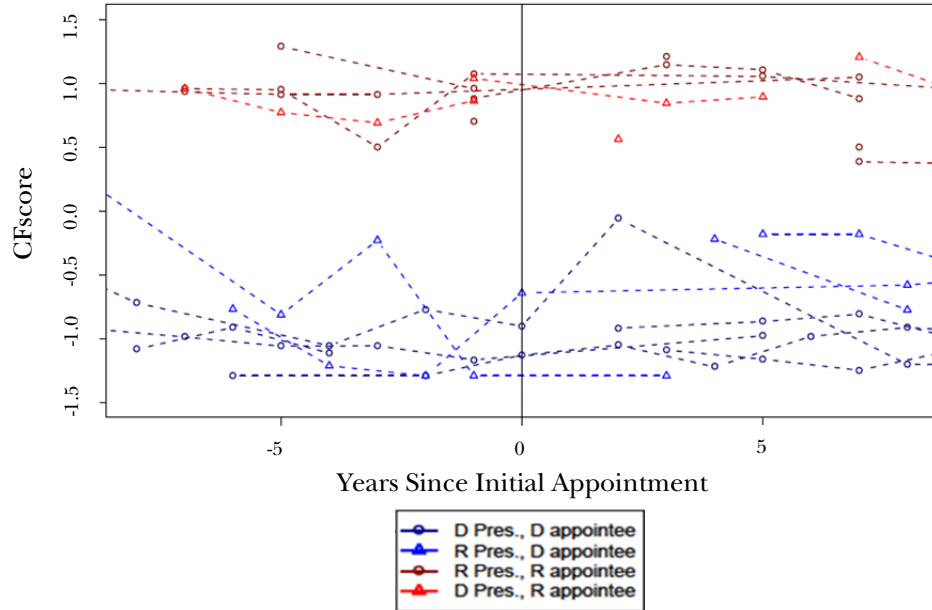 1.5
1.0
0.5
0.0
-0.5
-1.0
-1.5
CFscore
-5
0
5
Years Since Initial Appointment
D Pres., D appointee
R Pres., D appointee
R Pres., R appointee
D Pres., R appointee